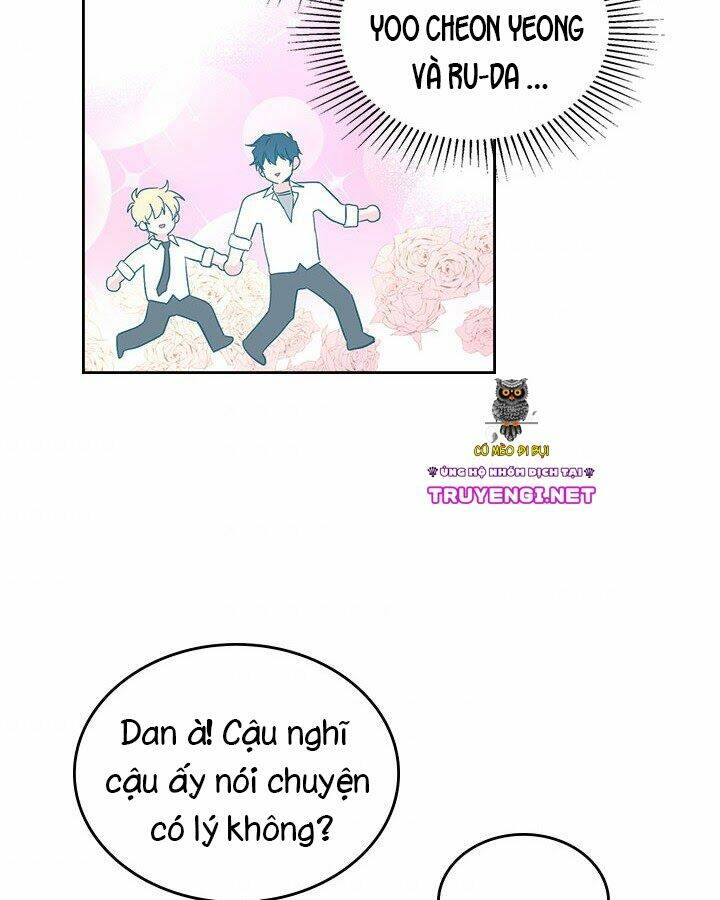 YOO CHEON YEONG
VÀ RU-DA ...
CÚ MÈO ĐI BỤI
ỦNG HỘ NHÓM DỊCH TẠI
TRUYENGI.NET
Dan à! Cậu nghĩ
cậu ấy nói chuyện
có lý không?